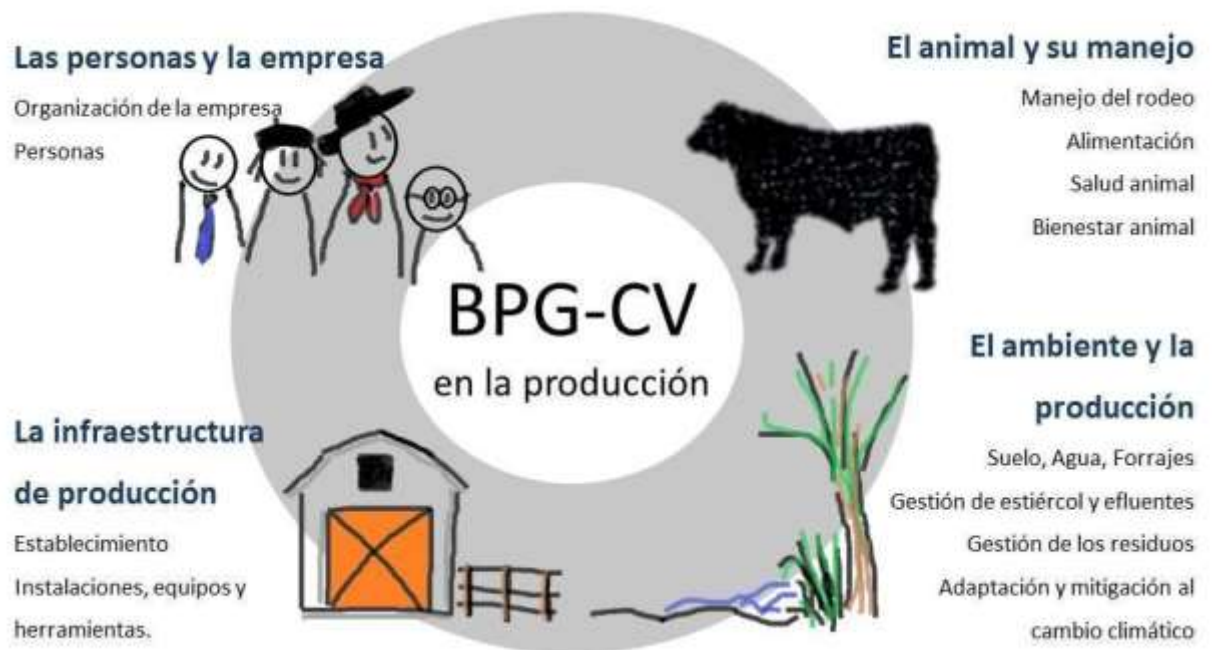 Las personas y la empresa
Organización de la empresa
Personas
El animal y su manejo
Manejo del rodeo
Alimentación
Salud animal
Bienestar animal
BPG-CV
en la producción
La infraestructura
de producción
Establecimiento
Instalaciones, equipos y
herramientas.
El ambiente y la
producción
Suelo, Agua, Forrajes
Gestión de estiércol y efluentes
Gestión de los residuos
Adaptación y mitigación al
cambio climático